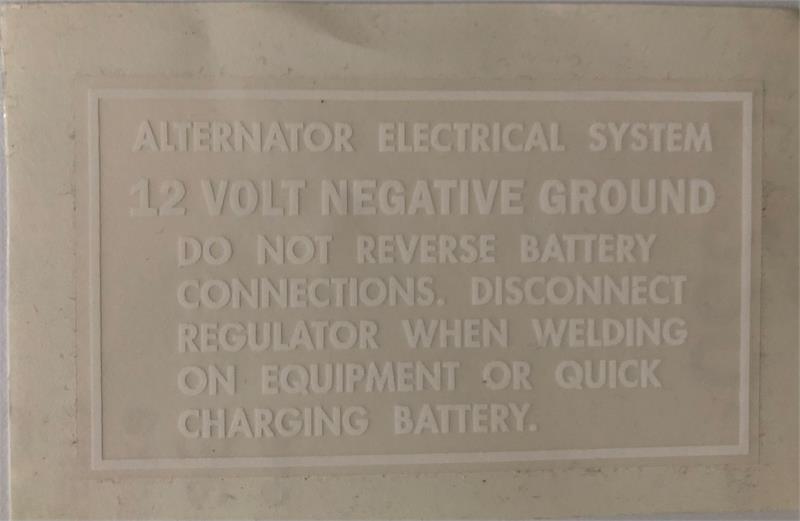 ALTERNATOR ELECTRICAL SYSTEM
12 VOLT NEGATIVE GROUND
DO NOT REVERSE BATTERY
CONNECTIONS. DISCONNECT
REGULATOR WHEN WELDING
ON EQUIPMENT OR QUICK
CHARGING BATTERY.